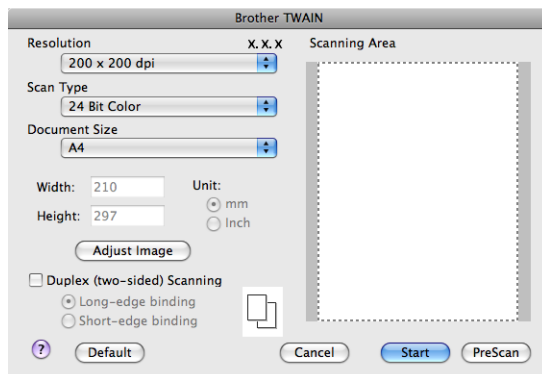 Brother TWAIN
Resolution
X. X. X
200 x 200 dpi
Scan Type
24 Bit Color
Document Size
A4
Width: 210
Height: 297
Unit:
mm
Inch
Adjust Image
Duplex (two-sided) Scanning
Long-edge binding
Short-edge binding
Scanning Area
? Default Cancel Start PreScan